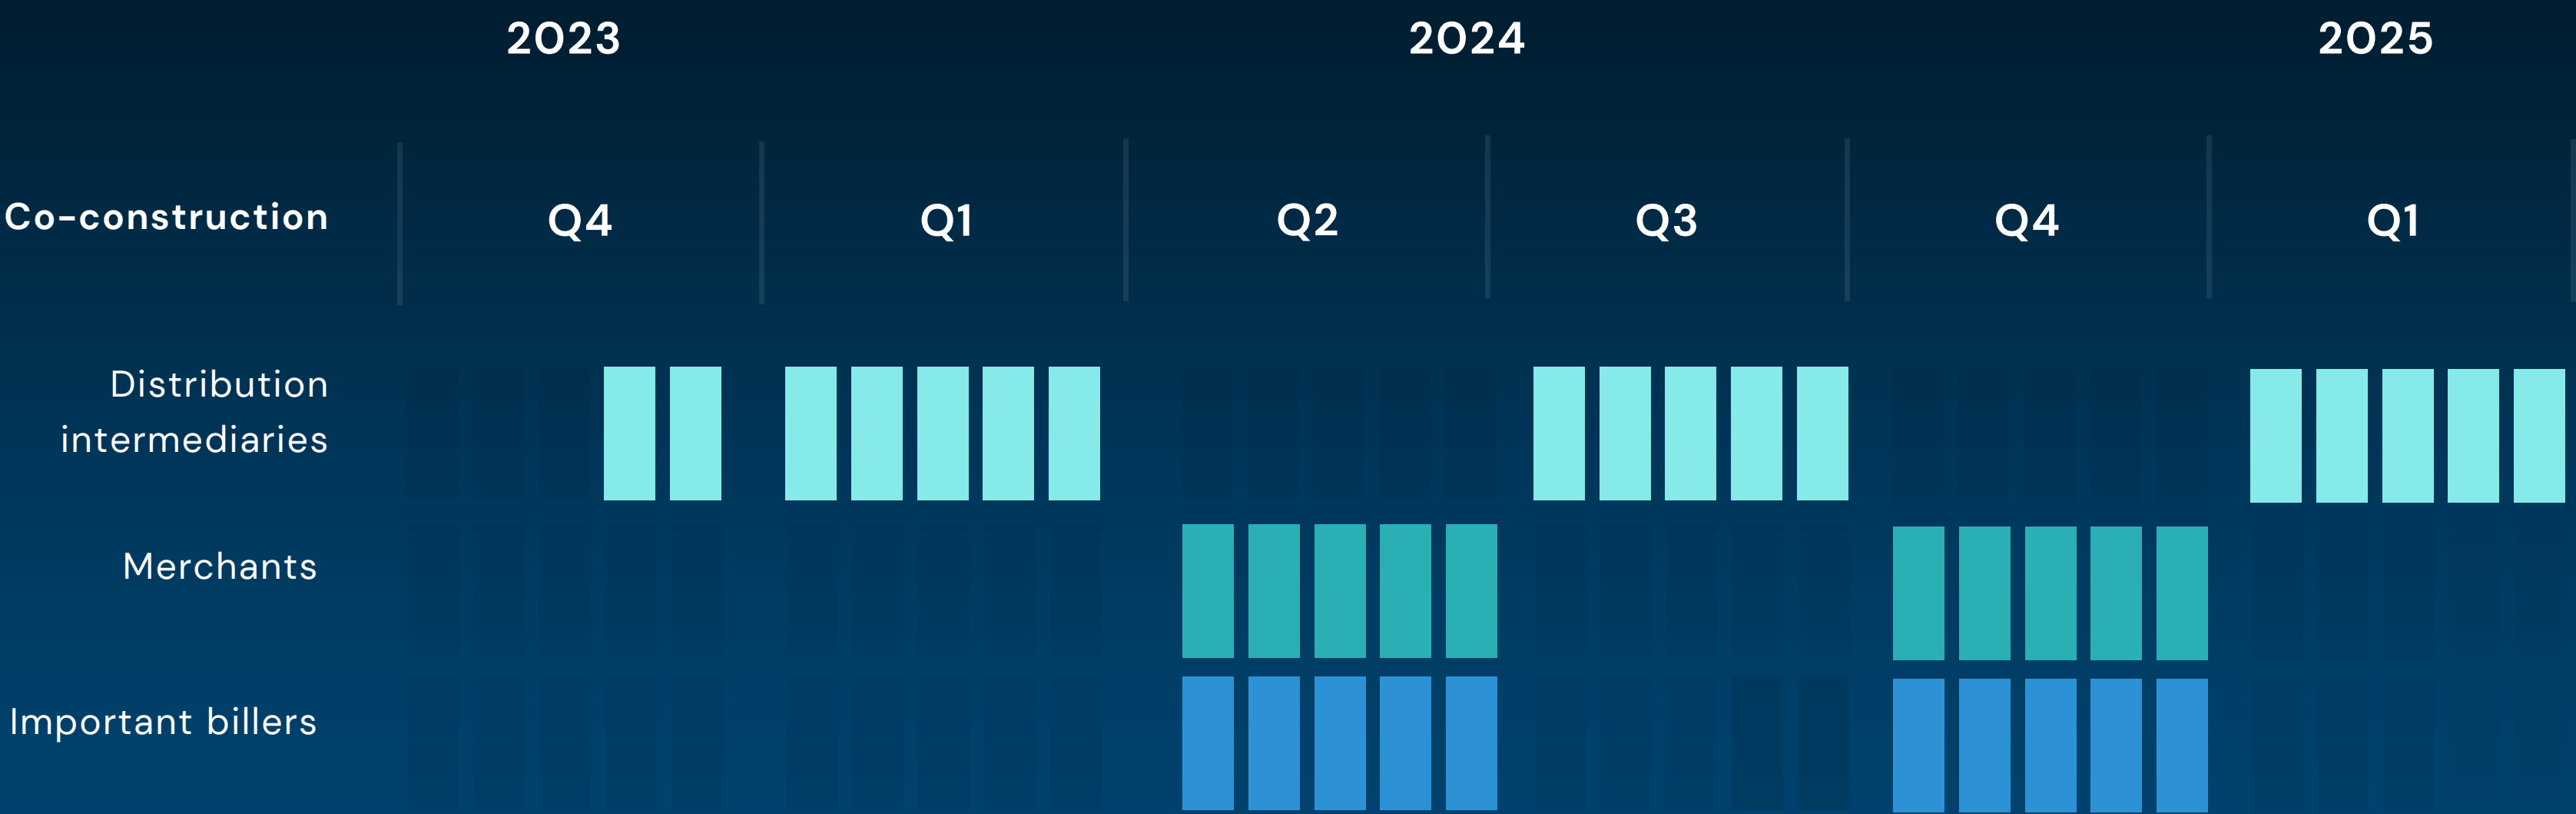 2023 2024 2025
Co-construction Q4 Q1 Q2 Q3 Q4 Q1
Distribution
intermediaries
Merchants
Important billers